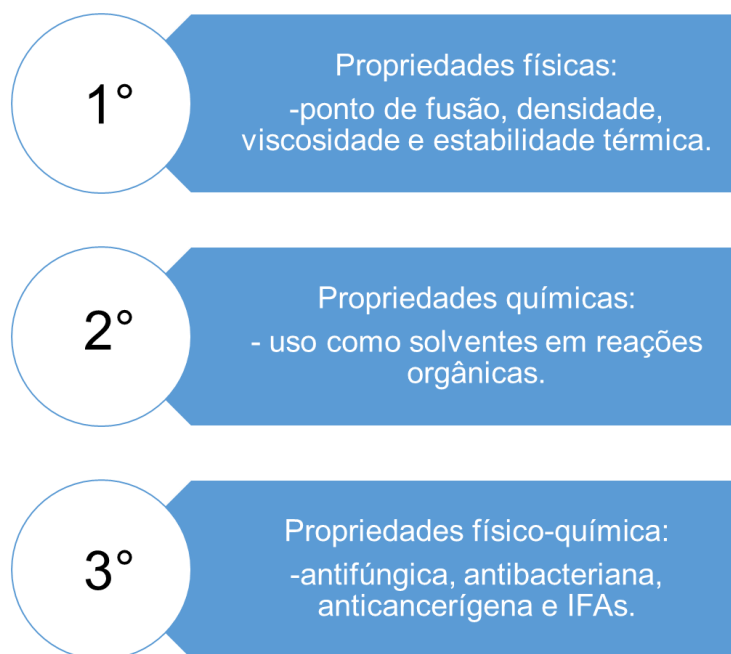 1°
Propriedades físicas:
-ponto de fusão, densidade,
viscosidade e estabilidade térmica.
2°
Propriedades químicas:
- uso como solventes em reações
orgânicas.
3°
Propriedades físico-química:
-antifúngica, antibacteriana,
anticancerígena e IFAs.